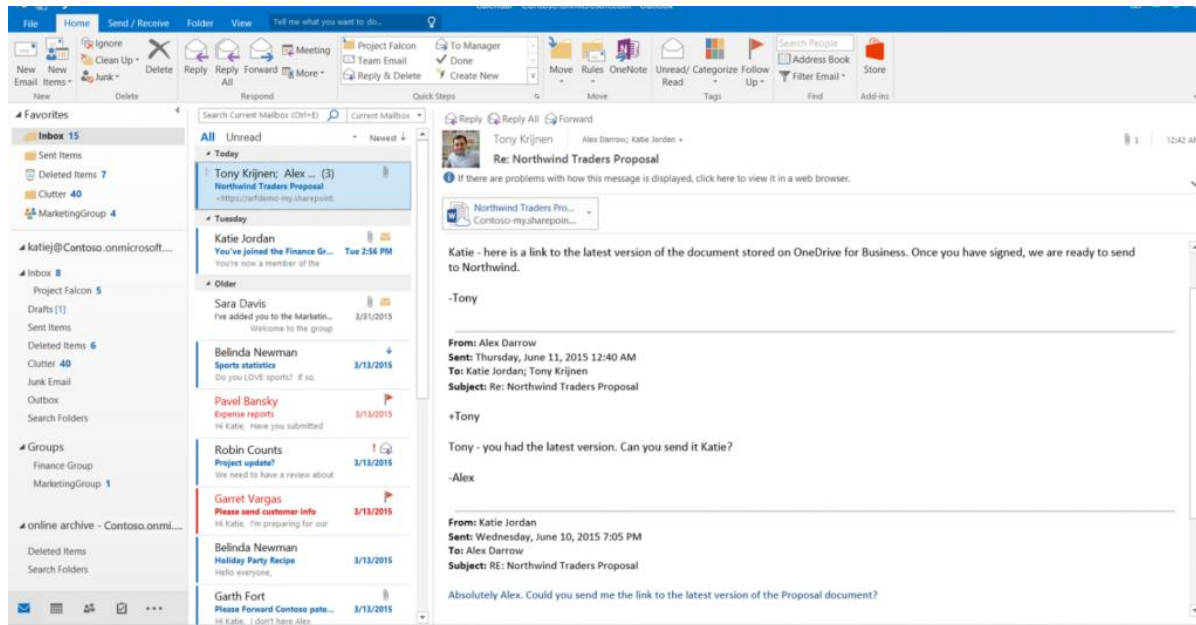 Calendar - Contoso.onmicrosoft.com - Outlook
File Home Send / Receive Folder View Tell me what you want to do...
New Email
New Items
Ignore
Clean Up
Junk
Delete
Reply
Reply All
Forward
Meeting
More
Project Falcon
Team Email
Reply & Delete
To Manager
Done
Create New
Move
Rules
OneNote
Unread/ Read
Categorize
Follow Up
Search People
Address Book
Filter Email
Store
New Delete Respond Quick Steps Move Tags Find Add-ins
Favorites
Inbox 15
Sent Items
Deleted Items 7
Clutter 40
MarketingGroup 4
katiej@Contoso.onmicrosoft....
Inbox 8
Project Falcon 5
Drafts [1]
Sent Items
Deleted Items 6
Clutter 40
Junk Email
Outbox
Search Folders
Groups
Finance Group
MarketingGroup 1
online archive - Contoso.onmi....
Deleted Items
Search Folders
Search Current Mailbox (Ctrl+E) Current Mailbox
All Unread Newest
Today
Tony Krijnen; Alex ... (3)
Northwind Traders Proposal
<https://arfdemo-my.sharepoint.
Tuesday
Katie Jordan
You've joined the Finance Gr... Tue 2:56 PM
You're now a member of the
Older
Sara Davis
I've added you to the Marketin... 3/31/2015
Welcome to the group
Belinda Newman
Sports statistics 3/13/2015
Do you LOVE sports? If so,
Pavel Bansky
Expense reports 3/13/2015
Hi Katie, Have you submitted
Robin Counts
Project update? 3/13/2015
We need to have a review about
Garret Vargas
Please send customer info 3/13/2015
Hi Katie, I'm preparing for our
Belinda Newman
Holiday Party Recipe 3/13/2015
Hello everyone,
Garth Fort
Please Forward Contoso pate... 3/13/2015
Hi Katie, I don't have Alex
Reply Reply All Forward
Tony Krijnen Alex Darrow; Katie Jordan 1 12:42 AM
Re: Northwind Traders Proposal
If there are problems with how this message is displayed, click here to view it in a web browser.
Northwind Traders Pro...
Contoso-my.sharepoin...
Katie - here is a link to the latest version of the document stored on OneDrive for Business. Once you have signed, we are ready to send
to Northwind.
-Tony
From: Alex Darrow
Sent: Thursday, June 11, 2015 12:40 AM
To: Katie Jordan; Tony Krijnen
Subject: Re: Northwind Traders Proposal
+Tony
Tony - you had the latest version. Can you send it Katie?
-Alex
From: Katie Jordan
Sent: Wednesday, June 10, 2015 7:05 PM
To: Alex Darrow
Subject: RE: Northwind Traders Proposal
Absolutely Alex. Could you send me the link to the latest version of the Proposal document?